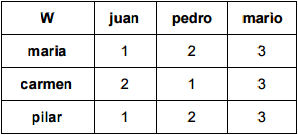 W juan pedro mario
maria 1 2 3
carmen 2 1 3
pilar 1 2 3